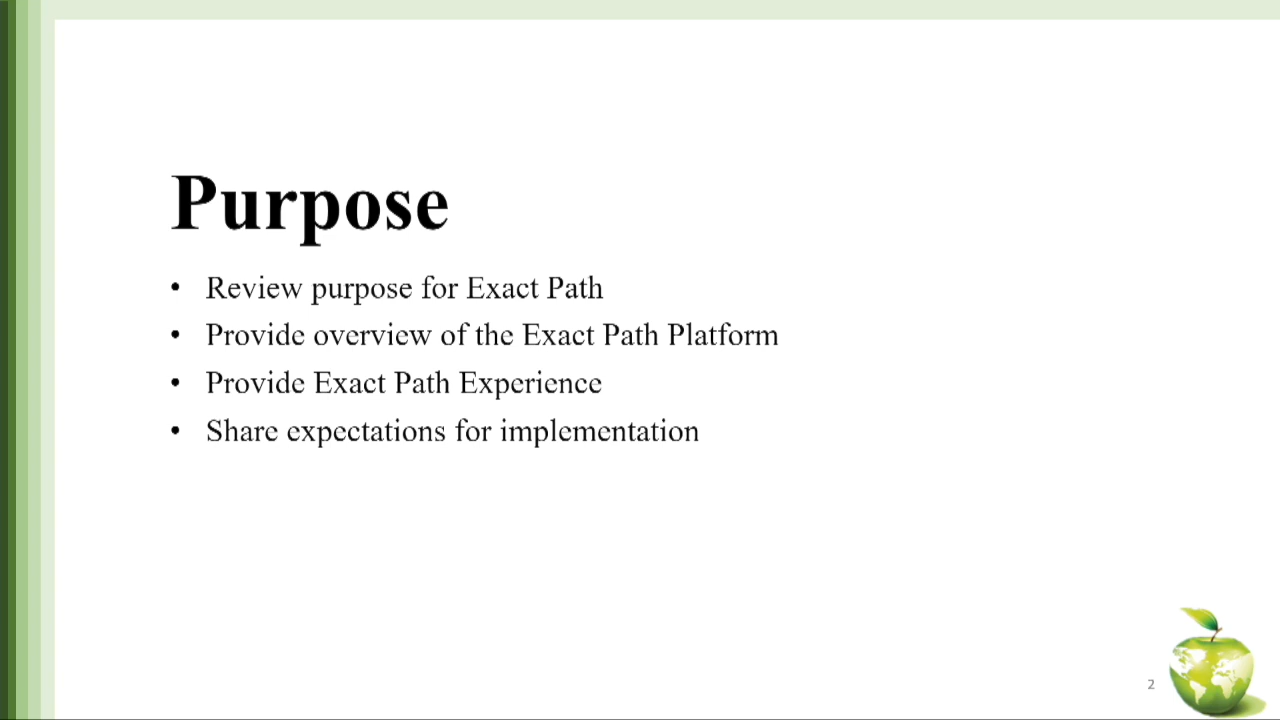 Purpose
• Review purpose for Exact Path
• Provide overview of the Exact Path Platform
• Provide Exact Path Experience
• Share expectations for implementation
2